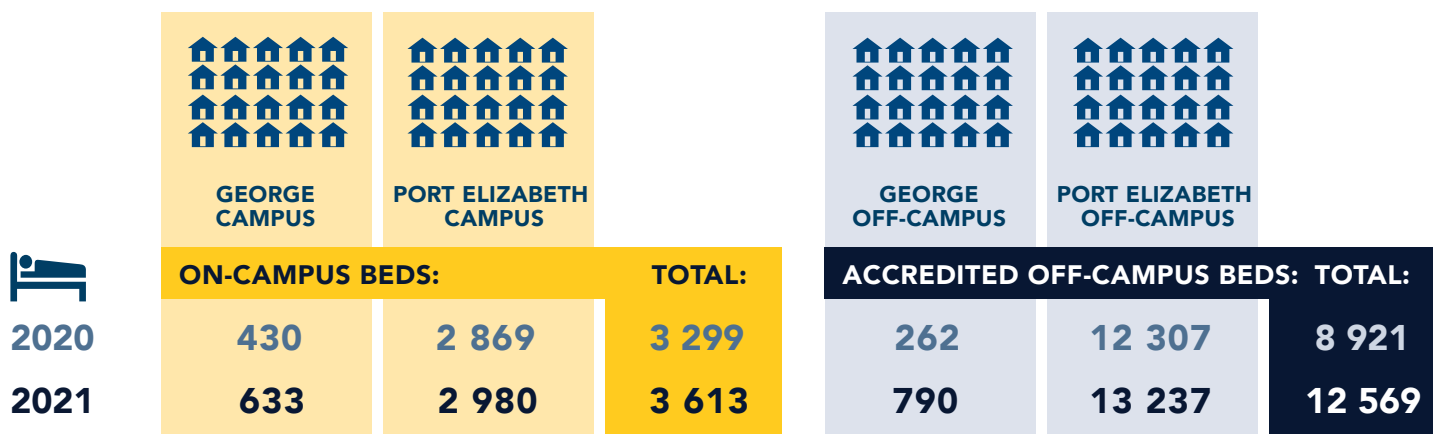 GEORGE
CAMPUS
PORT ELIZABETH
CAMPUS
GEORGE
OFF-CAMPUS
PORT ELIZABETH
OFF-CAMPUS
ON-CAMPUS BEDS: TOTAL: ACCREDITED OFF-CAMPUS BEDS: TOTAL:
2020 430 2 869 3 299 262 12 307 8 921
2021 633 2 980 3 613 790 13 237 12 569